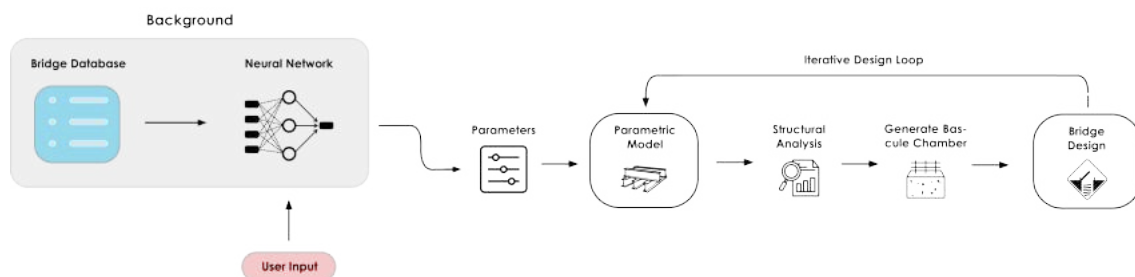 Background
Bridge Database
Neural Network
User Input
Parameters
Iterative Design Loop
Parametric
Model
Structural
Analysis
Generate Bas-
cule Chamber
Bridge
Design